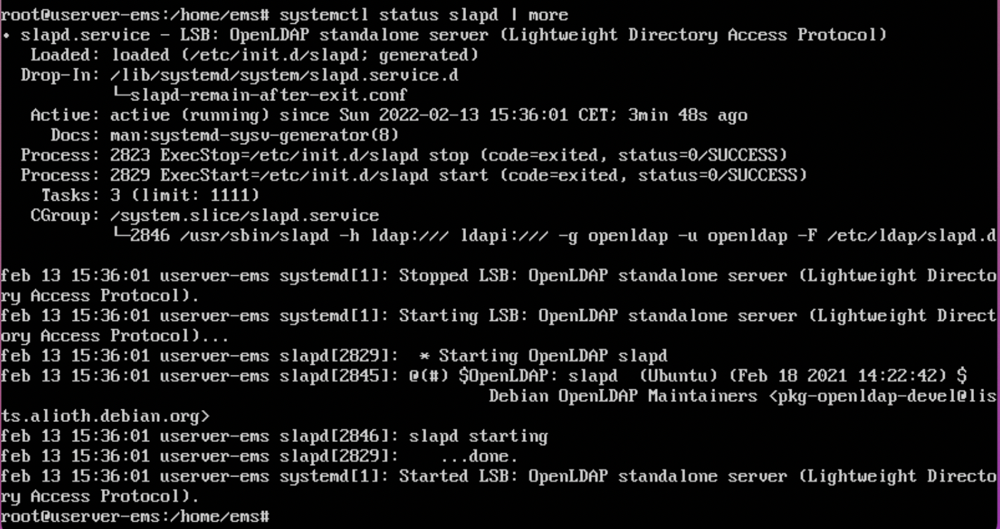 root@userver-ems:/home/ems# systemctl status slapd | more
• slapd.service - LSB: OpenLDAP standalone server (Lightweight Directory Access Protocol)
   Loaded: loaded (/etc/init.d/slapd; generated)
  Drop-In: /lib/systemd/system/slapd.service.d
           └─slapd-remain-after-exit.conf
   Active: active (running) since Sun 2022-02-13 15:36:01 CET; 3min 48s ago
     Docs: man:systemd-sysv-generator(8)
  Process: 2823 ExecStop=/etc/init.d/slapd stop (code=exited, status=0/SUCCESS)
  Process: 2829 ExecStart=/etc/init.d/slapd start (code=exited, status=0/SUCCESS)
    Tasks: 3 (limit: 1111)
   CGroup: /system.slice/slapd.service
           └─2846 /usr/sbin/slapd -h ldap:/// ldapi:/// -g openldap -u openldap -F /etc/ldap/slapd.d

feb 13 15:36:01 userver-ems systemd[1]: Stopped LSB: OpenLDAP standalone server (Lightweight Directo
ry Access Protocol).
feb 13 15:36:01 userver-ems systemd[1]: Starting LSB: OpenLDAP standalone server (Lightweight Direct
ory Access Protocol)...
feb 13 15:36:01 userver-ems slapd[2829]:  * Starting OpenLDAP slapd
feb 13 15:36:01 userver-ems slapd[2845]: @(#) $OpenLDAP: slapd  (Ubuntu) (Feb 18 2021 14:22:42) $
                                                 Debian OpenLDAP Maintainers <pkg-openldap-devel@lis
ts.alioth.debian.org>
feb 13 15:36:01 userver-ems slapd[2846]: slapd starting
feb 13 15:36:01 userver-ems slapd[2829]:    ...done.
feb 13 15:36:01 userver-ems systemd[1]: Started LSB: OpenLDAP standalone server (Lightweight Directo
ry Access Protocol).
root@userver-ems:/home/ems#